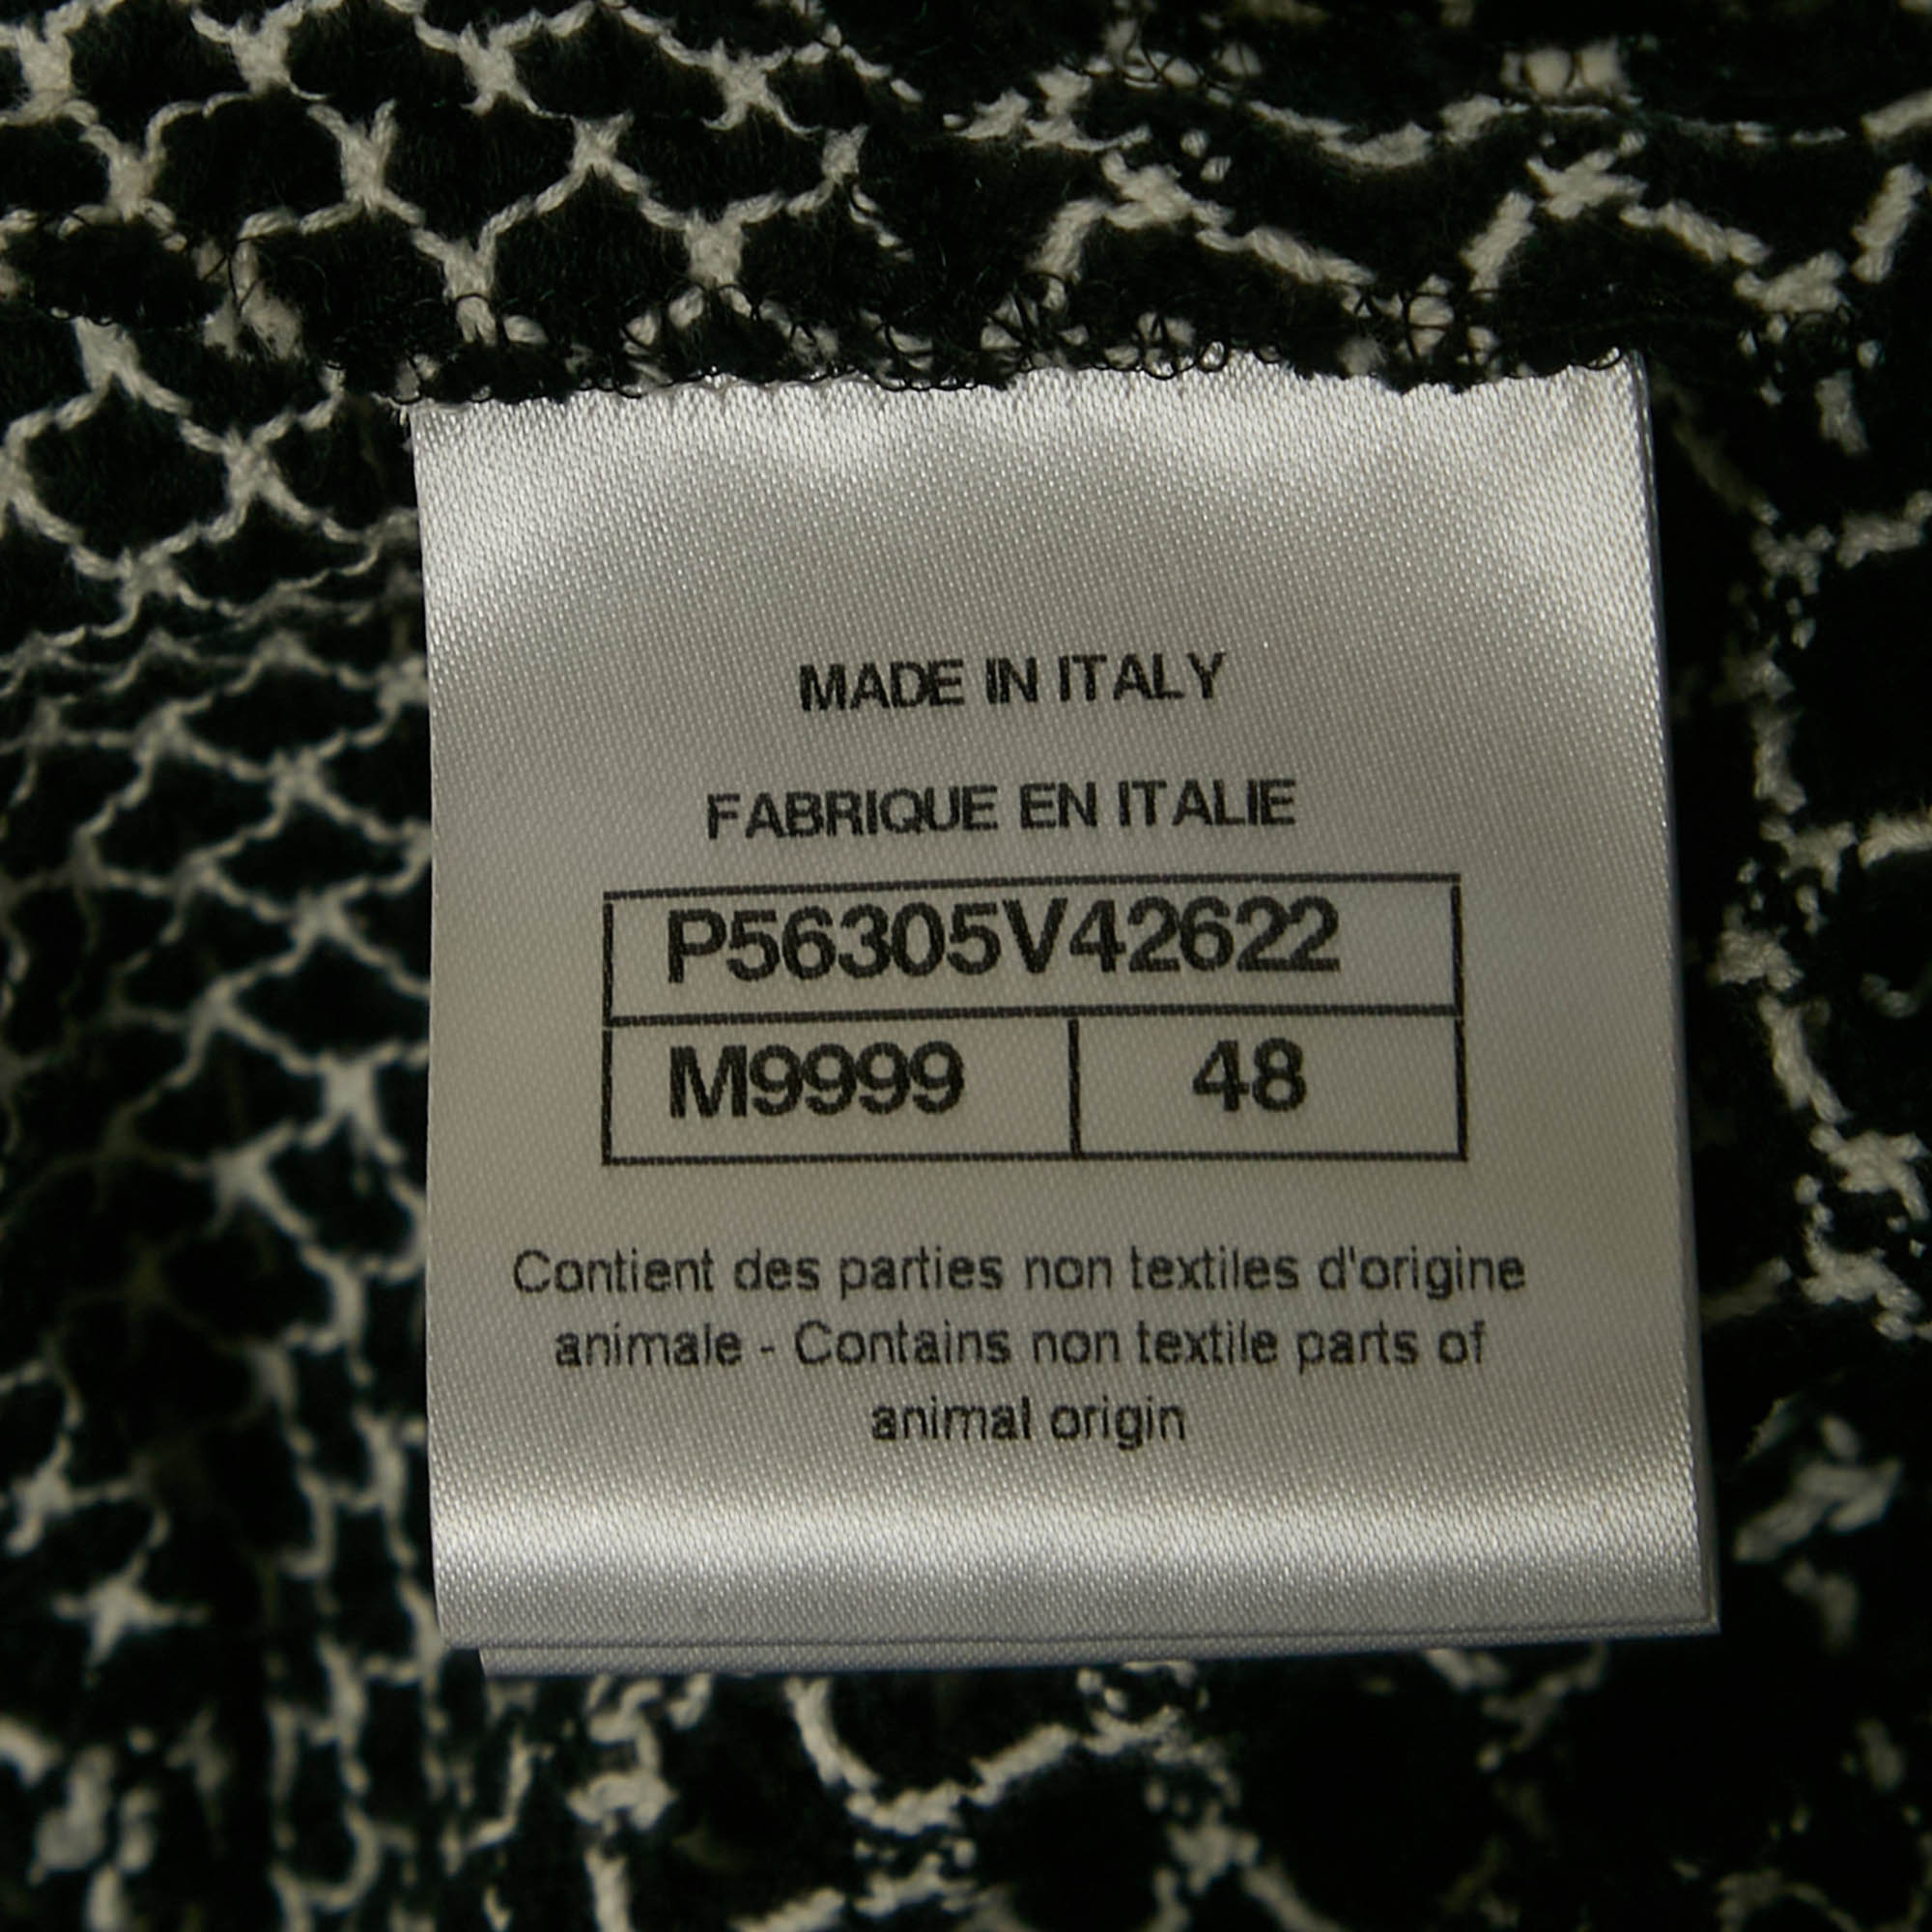 MADE IN ITALY
FABRIQUE EN ITALIE
P56305V42622
M9999 48
Contient des parties non textiles d'origine
animale - Contains non textile parts of
animal origin